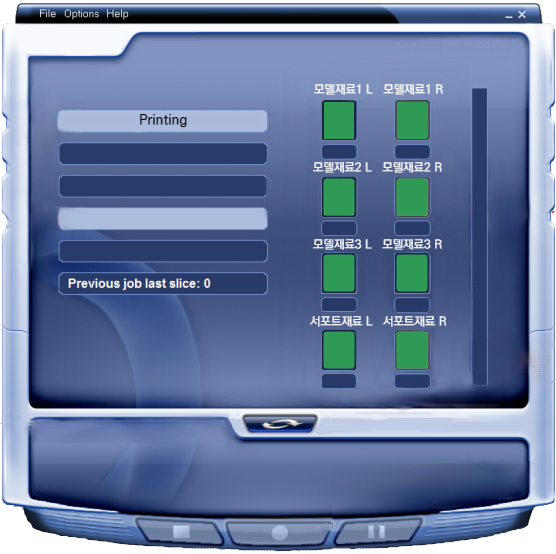 File Options Help
Printing
Previous job last slice: 0
모델재료1 L 모델재료1 R
모델재료2 L 모델재료2 R
모델재료3 L 모델재료3 R
서포트재료 L 서포트재료 R